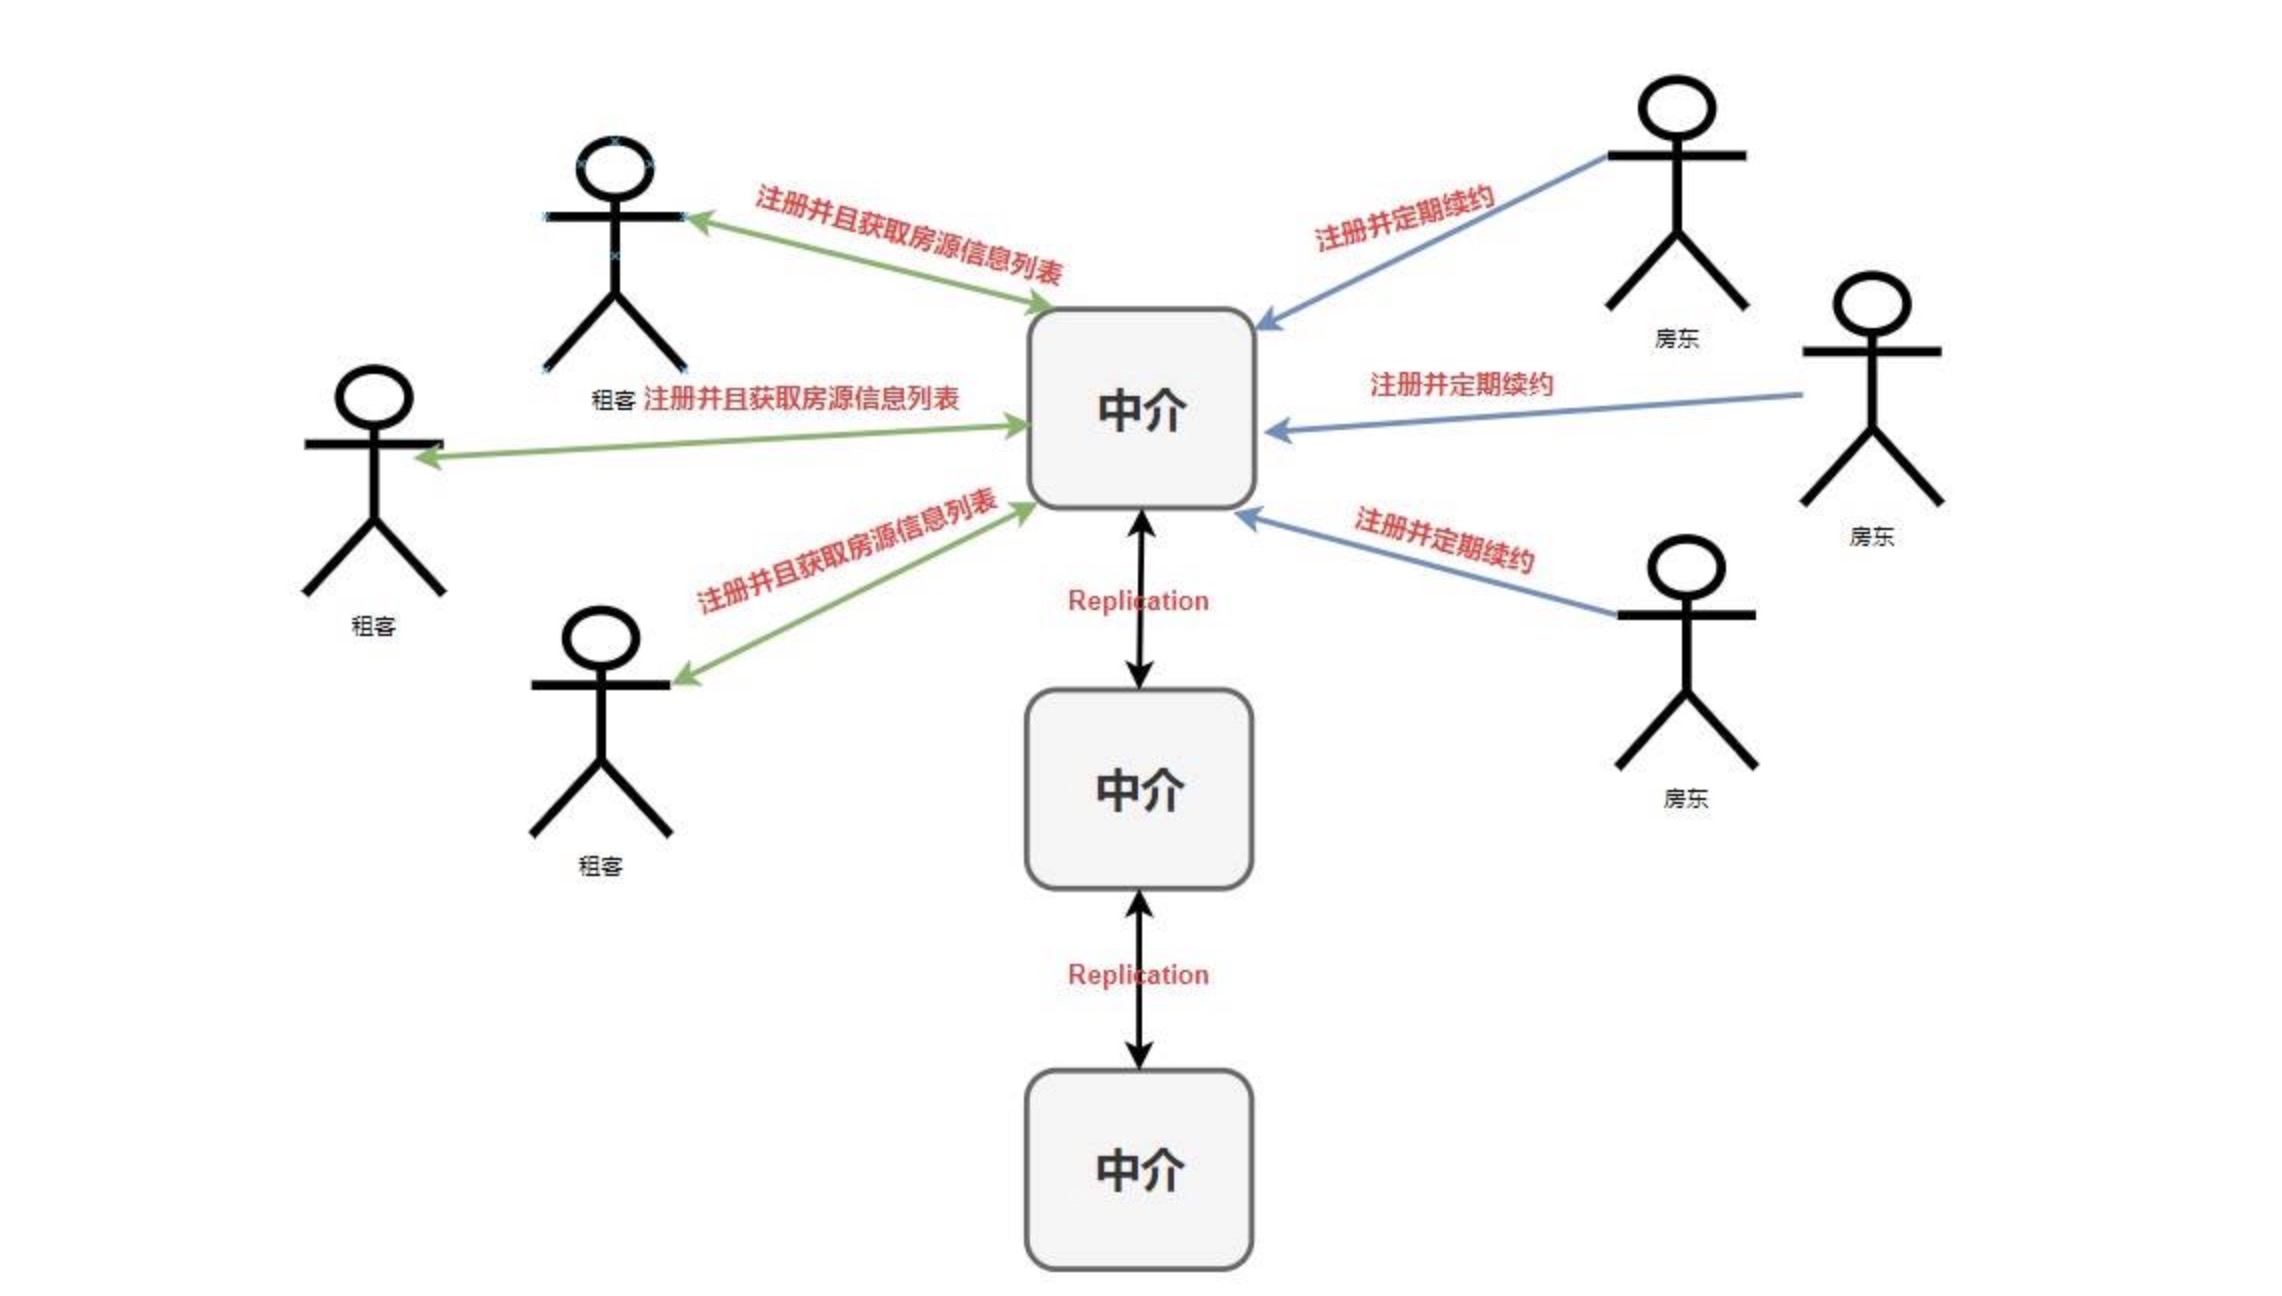 注册并且获取房源信息列表
注册并定期续约
房东
租客
注册并且获取房源信息列表
注册并定期续约
中介
注册并且获取房源信息列表
注册并定期续约
房东
Replication
租客
中介
房东
租客
Replication
中介